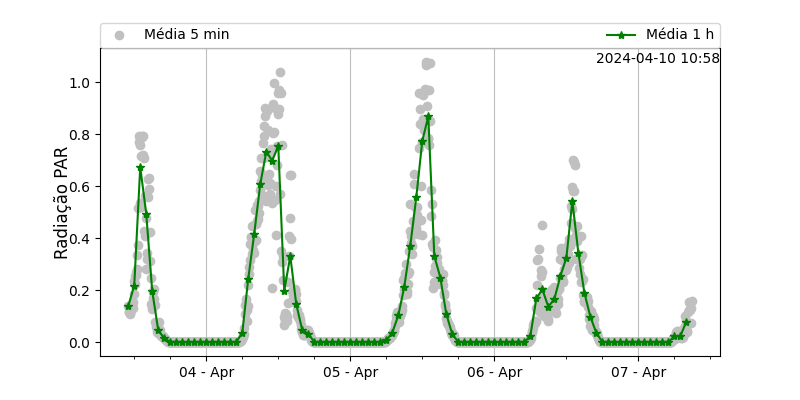 Média 5 min
Média 1 h
2024-04-10 10:58
Radiação PAR
1.0
0.8
0.6
0.4
0.2
0.0
04 - Apr
05 - Apr
06 - Apr
07 - Apr